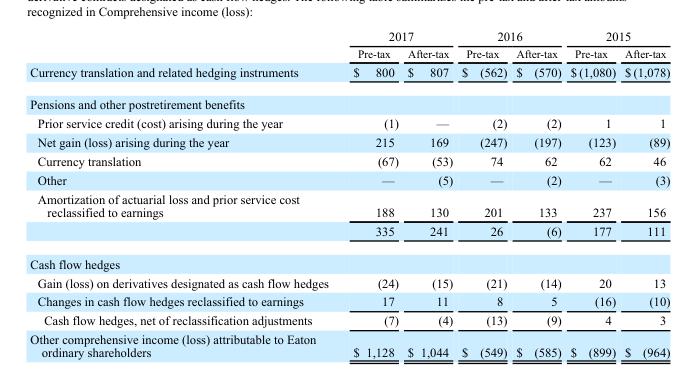 recognized in Comprehensive income (loss):
2017 2016 2015
Pre-tax After-tax Pre-tax After-tax Pre-tax After-tax
Currency translation and related hedging instruments $ 800 $ 807 $ (562) $ (570) $ (1,080) $ (1,078)
Pensions and other postretirement benefits
Prior service credit (cost) arising during the year (1) — (2) (2) 1 1
Net gain (loss) arising during the year 215 169 (247) (197) (123) (89)
Currency translation (67) (53) 74 62 62 46
Other — (5) — (2) — (3)
Amortization of actuarial loss and prior service cost
reclassified to earnings 188 130 201 133 237 156
335 241 26 (6) 177 111
Cash flow hedges
Gain (loss) on derivatives designated as cash flow hedges (24) (15) (21) (14) 20 13
Changes in cash flow hedges reclassified to earnings 17 11 8 5 (16) (10)
Cash flow hedges, net of reclassification adjustments (7) (4) (13) (9) 4 3
Other comprehensive income (loss) attributable to Eaton
ordinary shareholders $ 1,128 $ 1,044 $ (549) $ (585) $ (899) $ (964)